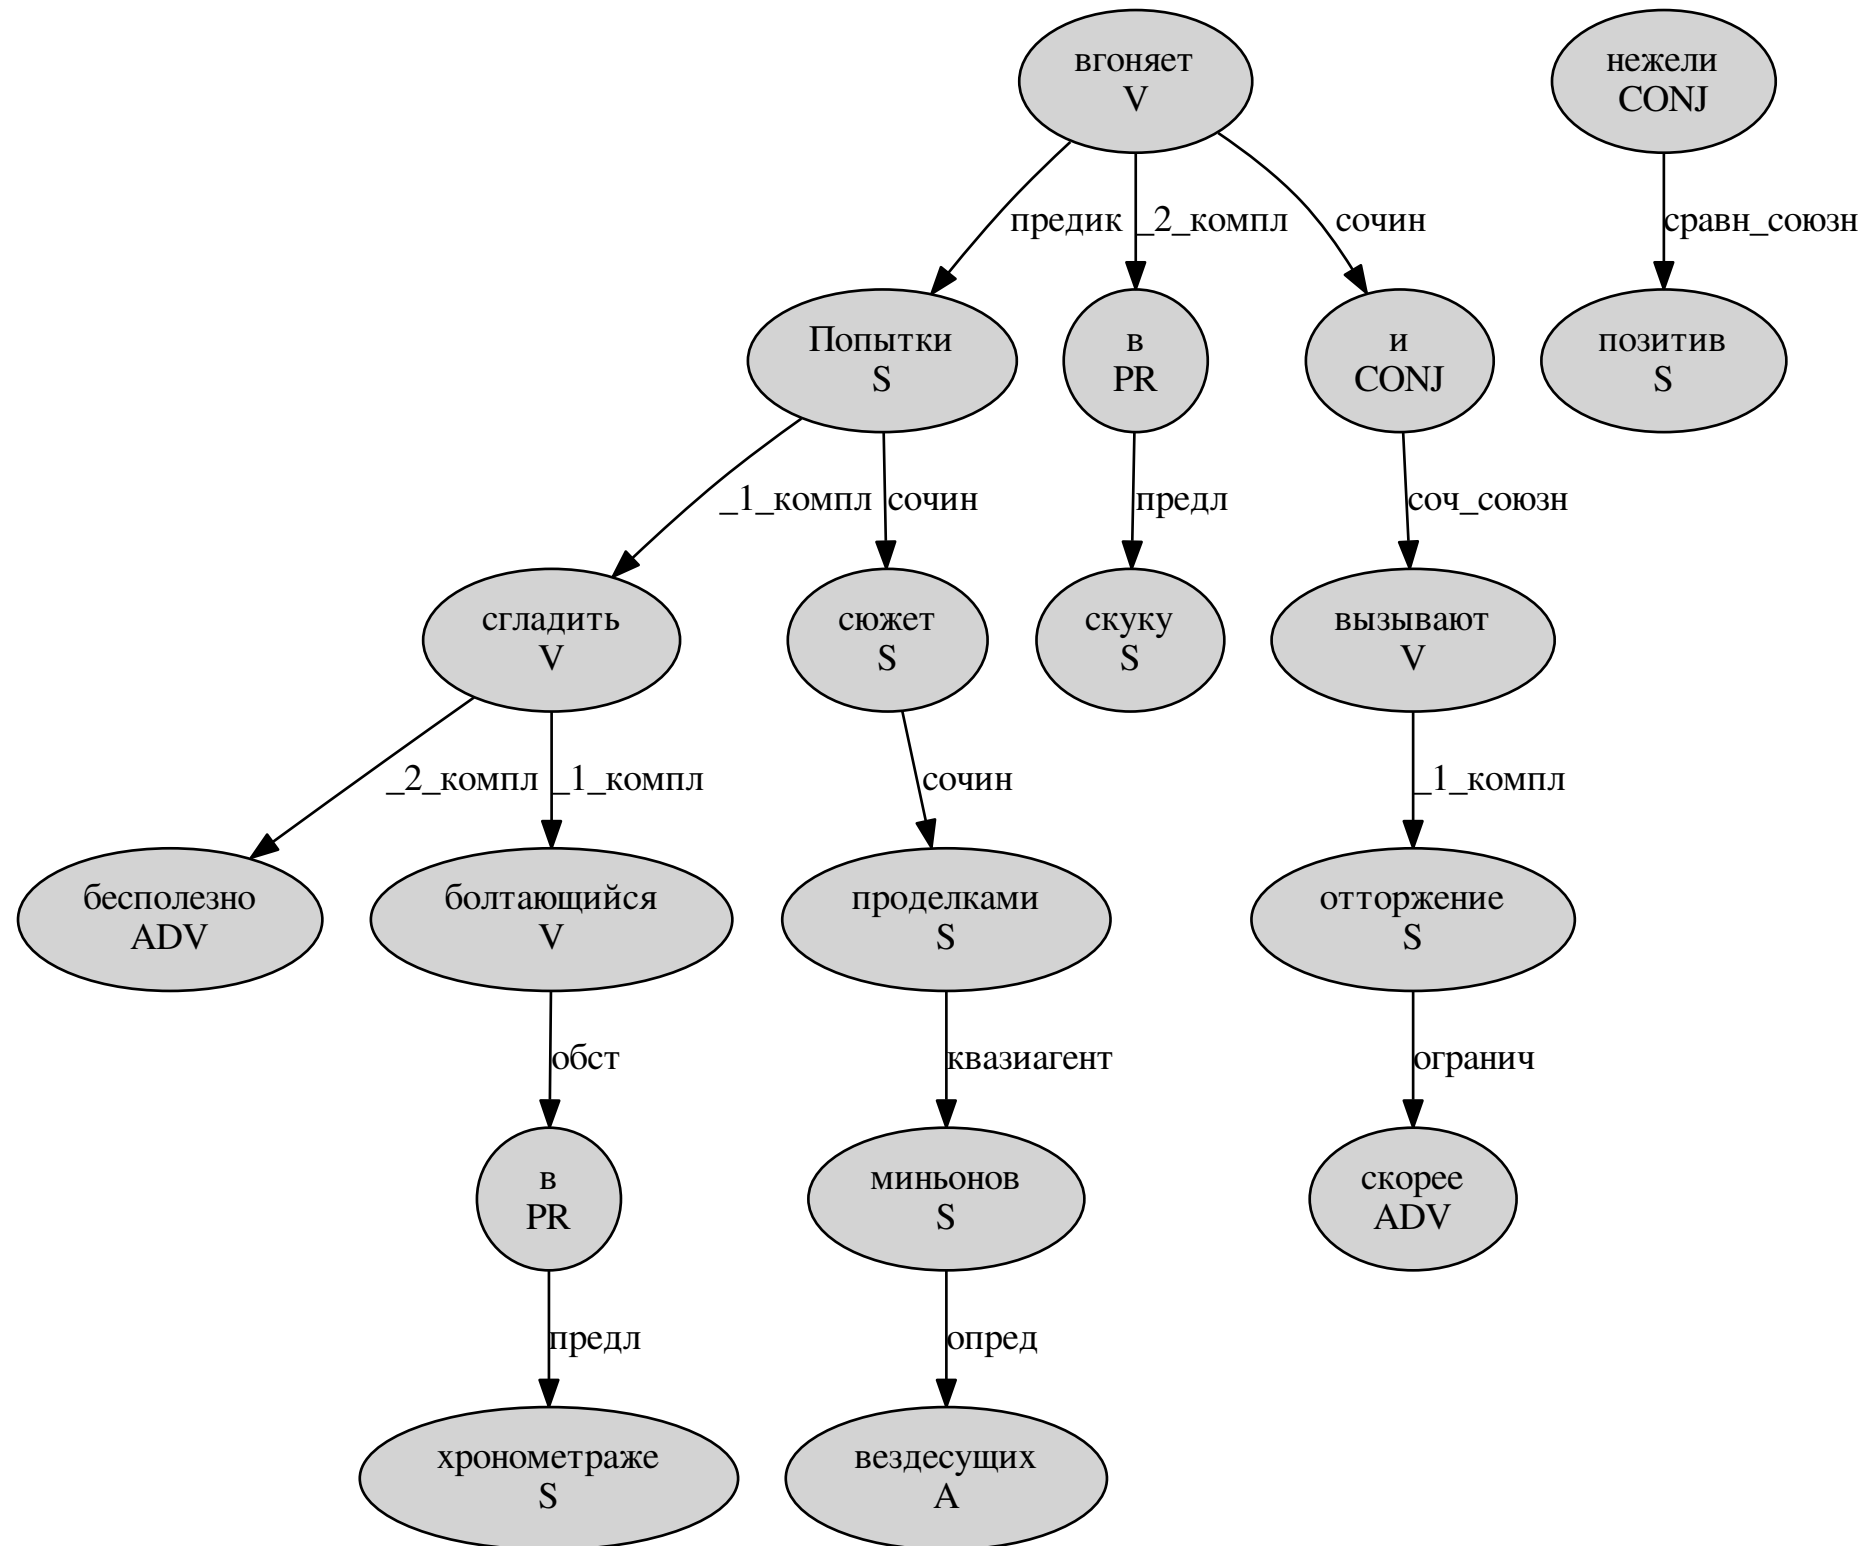 вгоняет
V
нежели
CONJ
предик
_2_компл
сочин
сравн_союзн
Попытки
S
в
PR
и
CONJ
позитив
S
_1_компл
сочин
предл
соч_союзн
сгладить
V
сюжет
S
скуку
S
вызывают
V
_2_компл
_1_компл
сочин
_1_компл
бесполезно
ADV
болтающийся
V
проделками
S
отторжение
S
обст
квазиагент
огранич
в
PR
миньонов
S
скорее
ADV
предл
опред
хронометраже
S
вездесущих
A